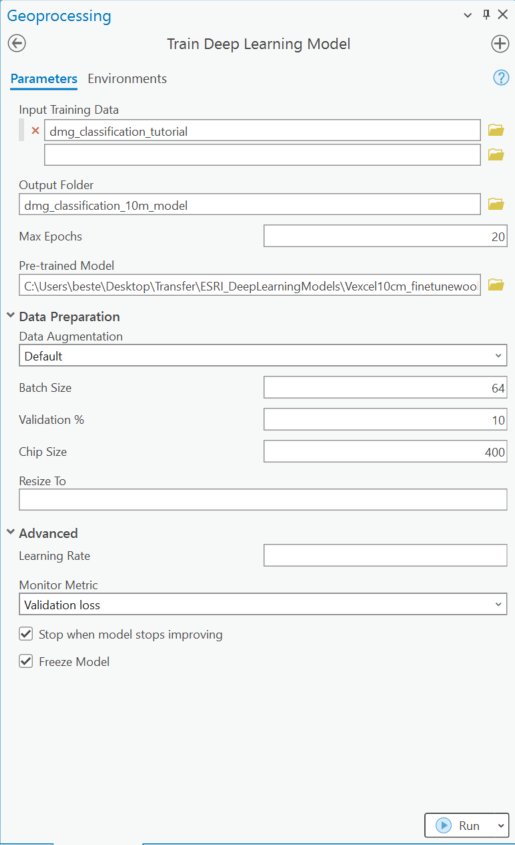 Geoprocessing
Train Deep Learning Model
Parameters Environments
Input Training Data
dmg_classification_tutorial
Output Folder
dmg_classification_10m_model
Max Epochs 20
Pre-trained Model
C:\Users\beste\Desktop\Transfer\ESRI_DeepLearningModels\Vexcel10cm_finetunewoo
Data Preparation
Data Augmentation
Default
Batch Size 64
Validation % 10
Chip Size 400
Resize To
Advanced
Learning Rate
Monitor Metric
Validation loss
Stop when model stops improving
Freeze Model
Run